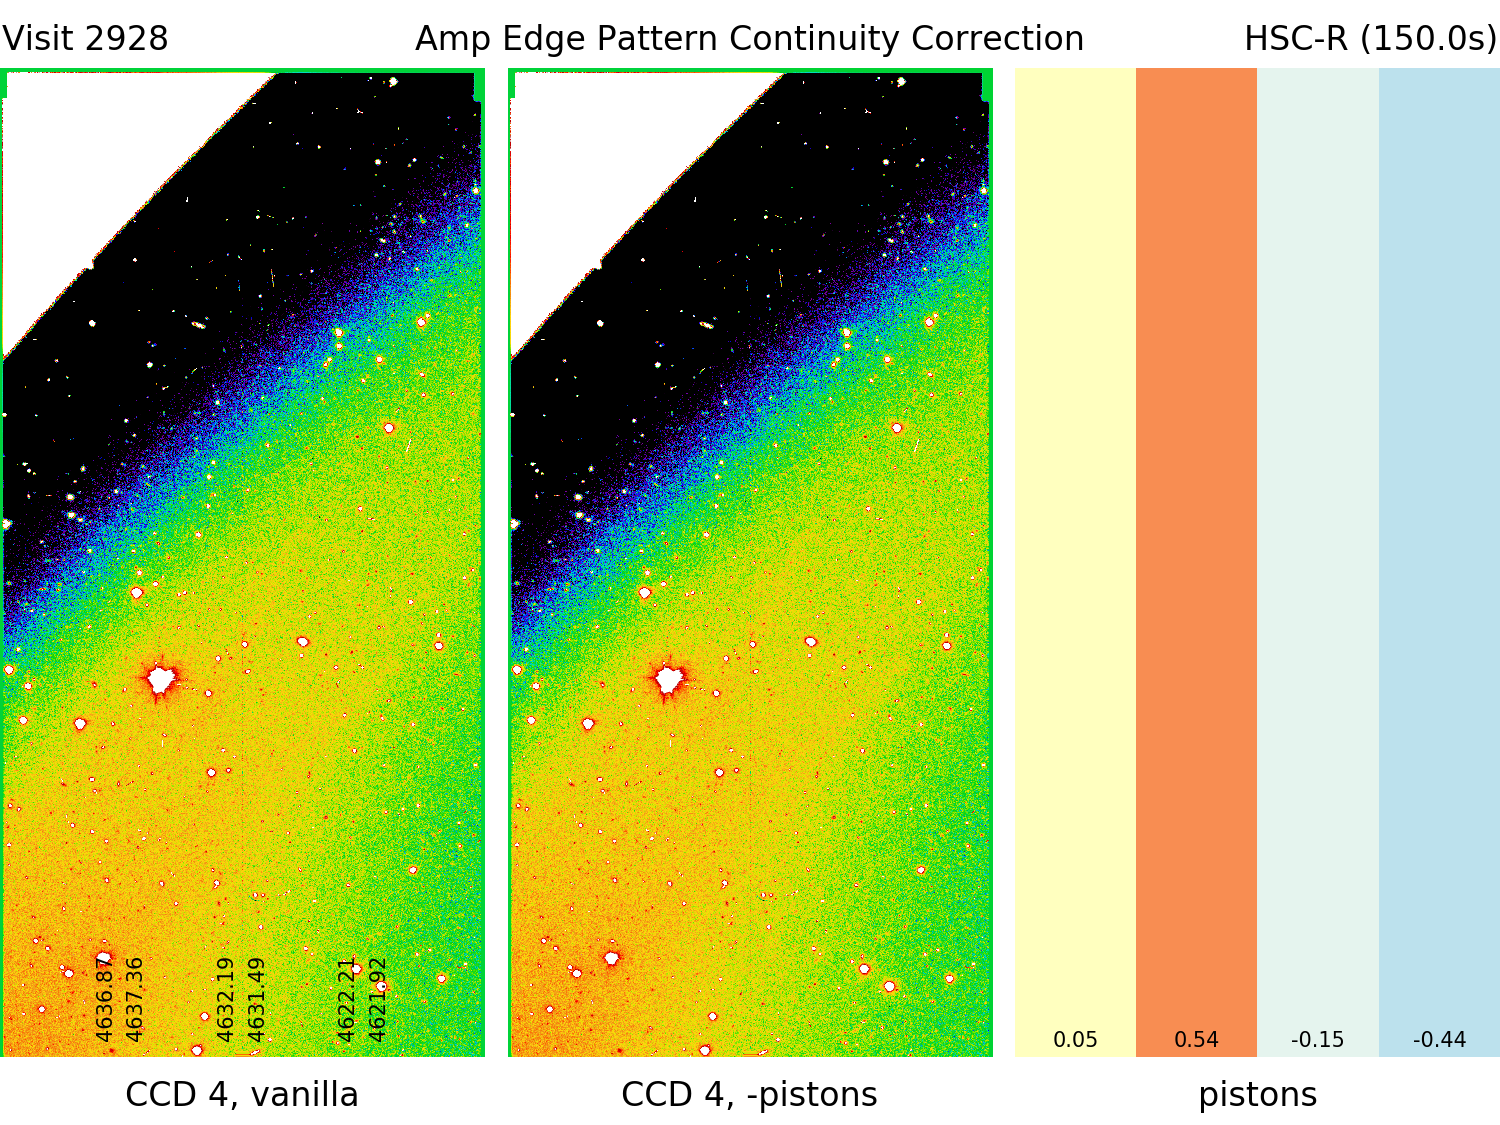 Visit 2928
Amp Edge Pattern Continuity Correction
HSC-R (150.0s)
4636.87
4637.36
4632.19
4631.49
4622.21
4621.92
0.05
0.54
-0.15
-0.44
CCD 4, vanilla
CCD 4, -pistons
pistons